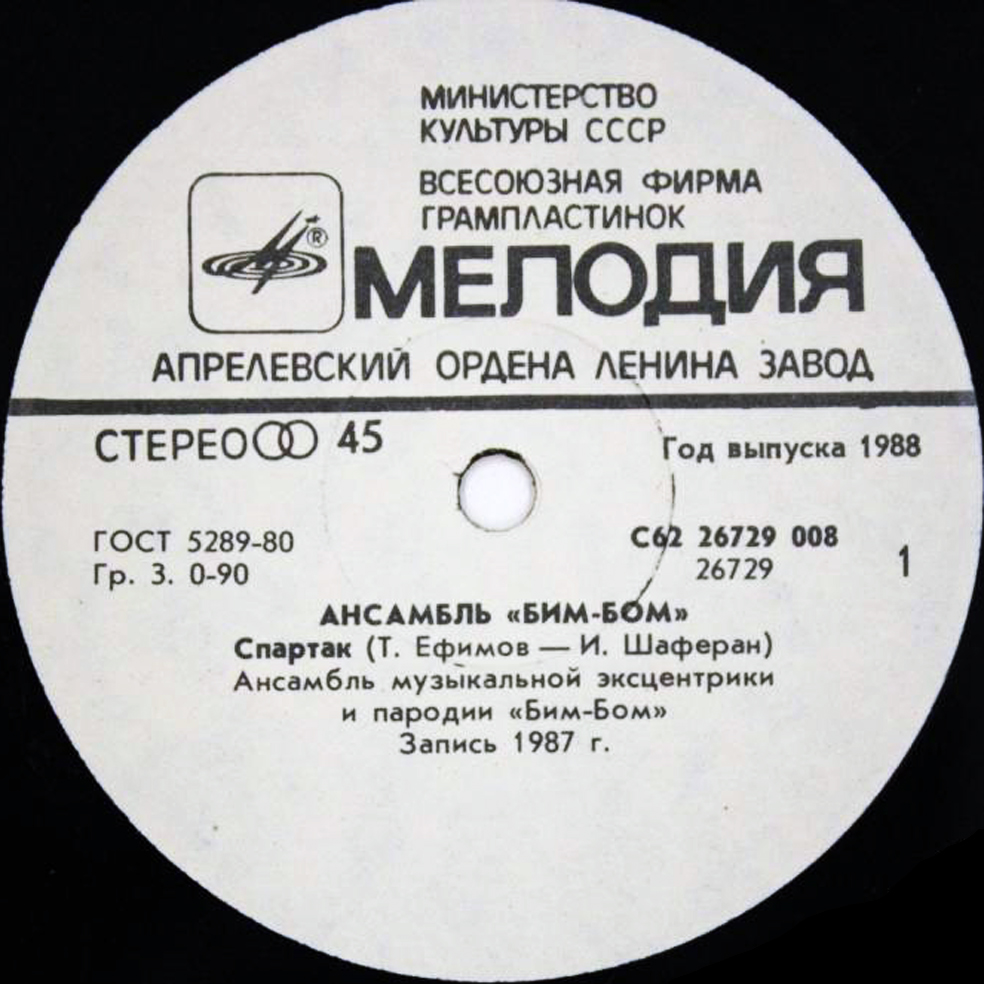 МИНИСТЕРСТВО
КУЛЬТУРЫ СССР
ВСЕСОЮЗНАЯ ФИРМА
ГРАМПЛАСТИНОК
®
МЕЛОДИЯ
АПРЕЛЕВСКИЙ ОРДЕНА ЛЕНИНА ЗАВОД
СТЕРЕО 45
Год выпуска 1988
ГОСТ 5289-80
Гр. 3. 0-90
С62 26729 008
26729
1
АНСАМБЛЬ «БИМ-БОМ»
Спартак (Т. Ефимов — И. Шаферан)
Ансамбль музыкальной эксцентрики
и пародии «Бим-Бом»
Запись 1987 г.